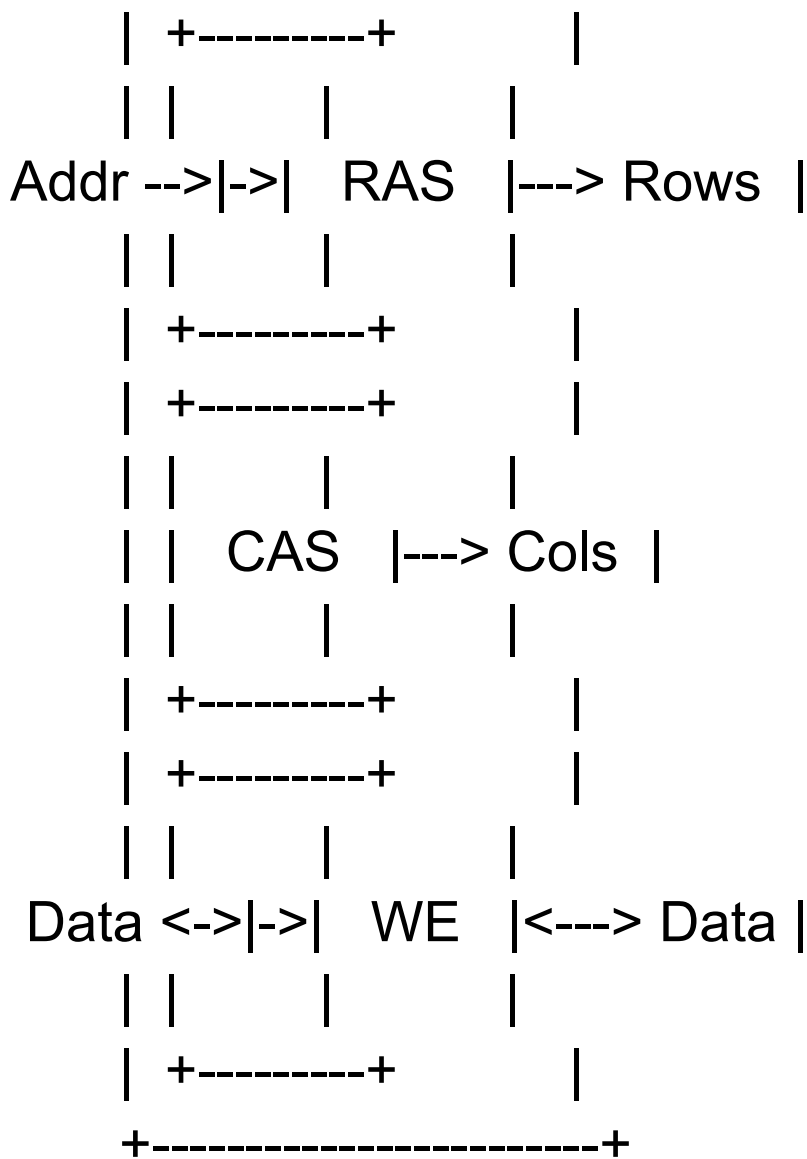 | +---------+ |
| | | |
Addr -->|->| RAS |---> Rows |
| | | |
| +---------+ |
| +---------+ |
| | | |
| | CAS |---> Cols |
| | | |
| +---------+ |
| +---------+ |
| | | |
Data <->|->| WE |<---> Data |
| | | |
| +---------+ |
+-------------------------+